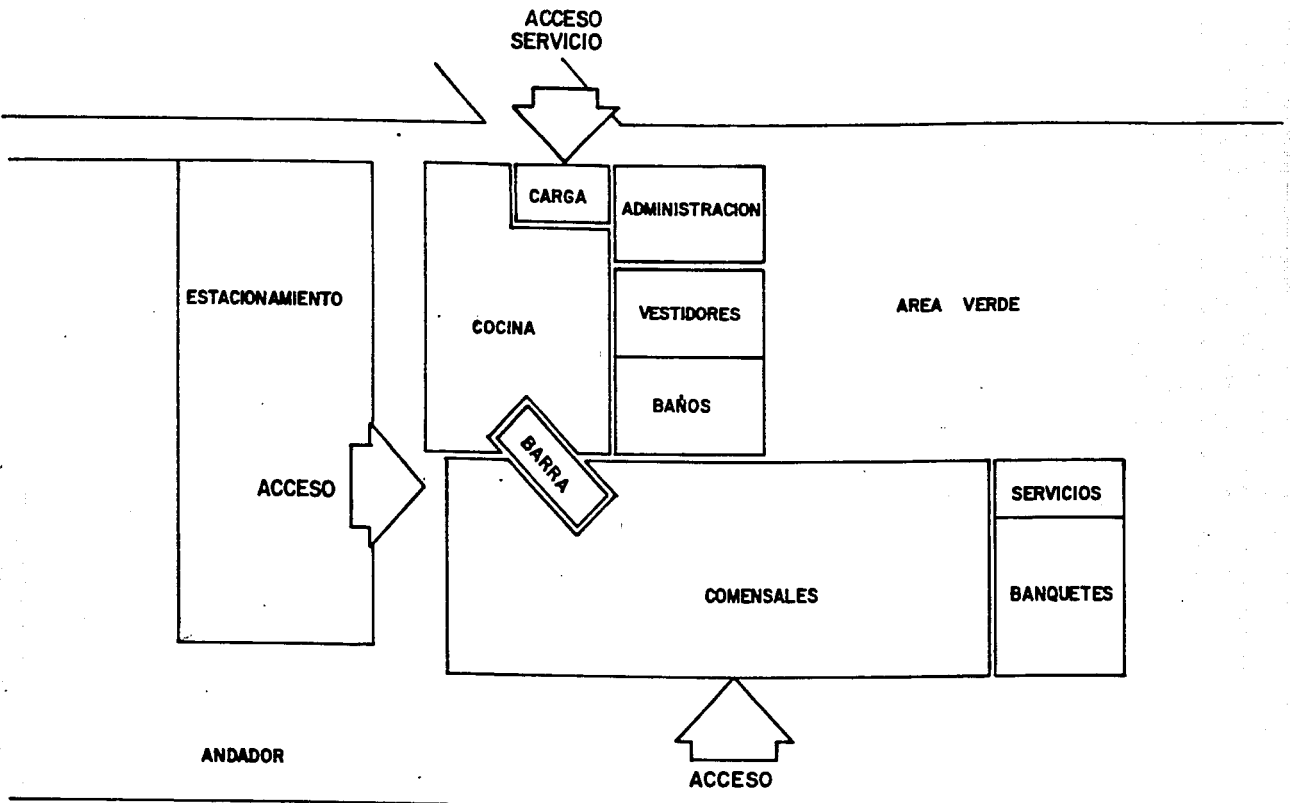 ACCESO
SERVICIO
CARGA
ADMINISTRACION
ESTACIONAMIENTO
COCINA
VESTIDORES
AREA VERDE
BAÑOS
BARRA
ACCESO
SERVICIOS
COMENSALES
BANQUETES
ANDADOR
ACCESO